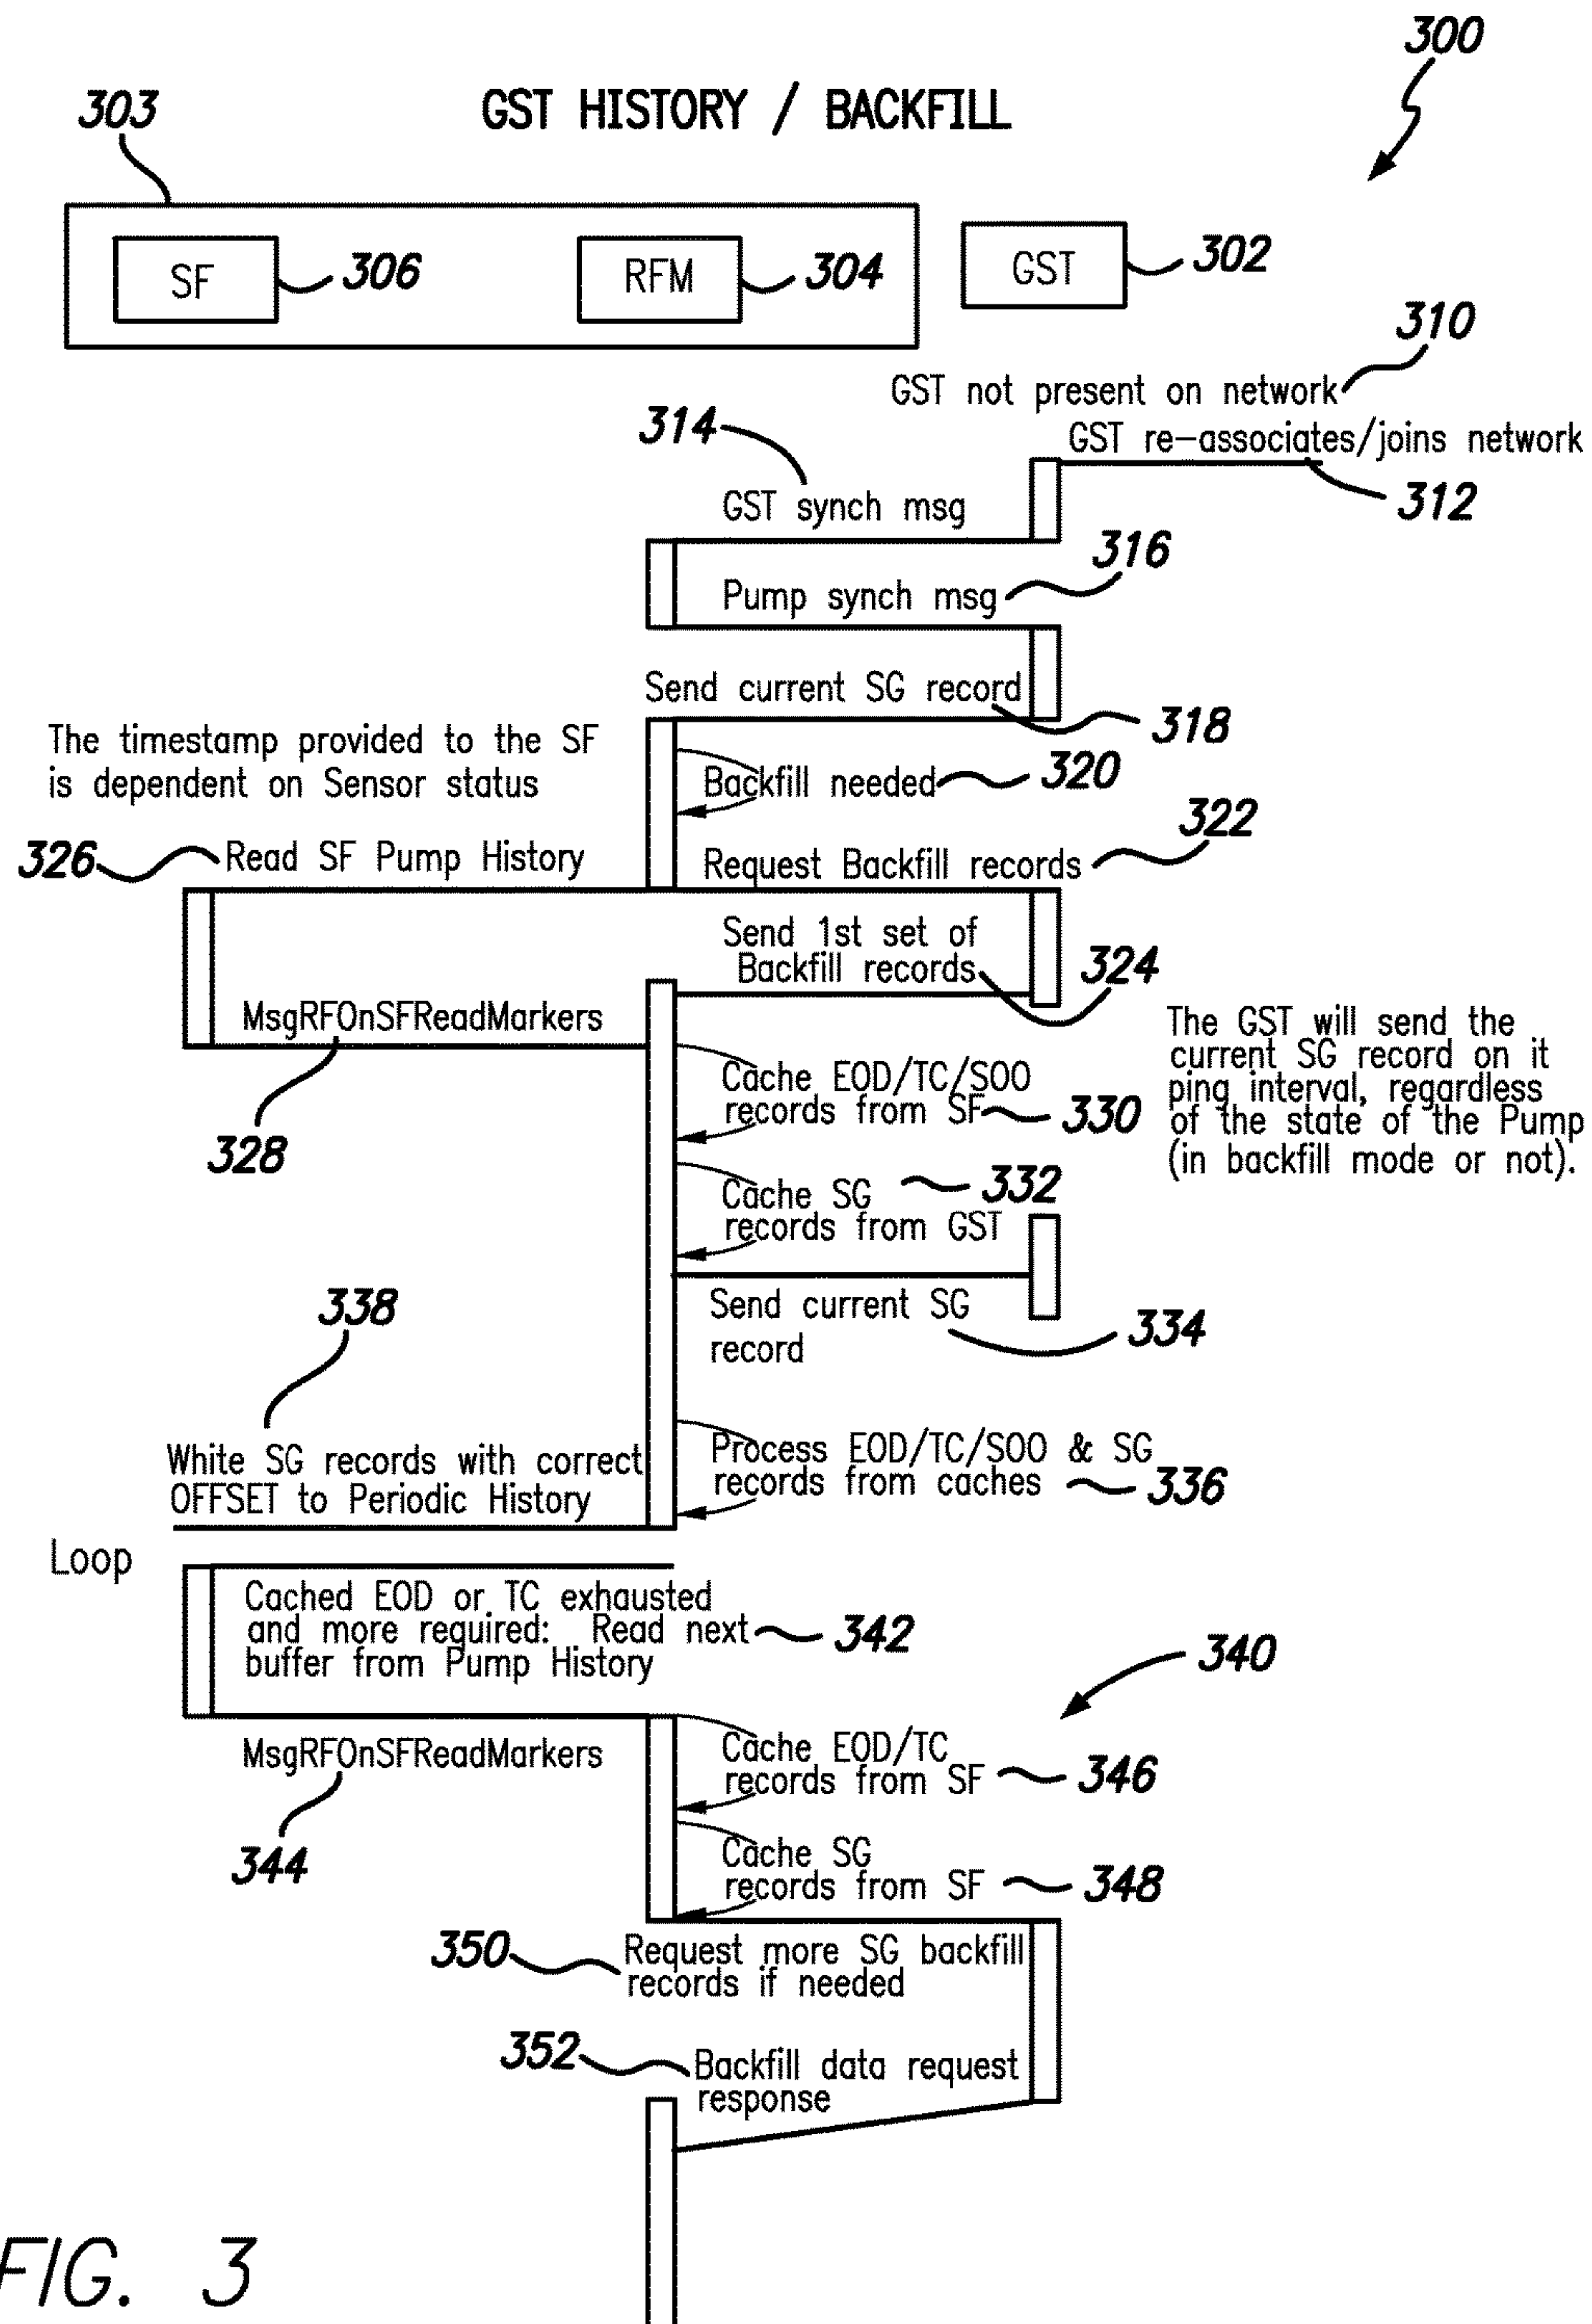 300
GST HISTORY / BACKFILL
303
SF
306
RFM
304
GST
302
310
GST not present on network
314
GST re-associates/joins network
312
GST synch msg
316
Pump synch msg
Send current SG record
318
The timestamp provided to the SF
is dependent on Sensor status
Backfill needed
320
322
326
Read SF Pump History
Request Backfill records
Send 1st set of
Backfill records
324
MsgRFOnSFReadMarkers
328
The GST will send the
current SG record on it
ping interval, regardless
of the state of the Pump
(in backfill mode or not).
Cache EOD/TC/SOO
records from SF
330
Cache SG
records from GST
332
Send current SG
record
334
338
White SG records with correct
OFFSET to Periodic History
Process EOD/TC/SOO & SG
records from caches
336
Loop
Cached EOD or TC exhausted
and more required: Read next
buffer from Pump History
342
340
MsgRFOnSFReadMarkers
344
Cache EOD/TC
records from SF
346
Cache SG
records from SF
348
350
Request more SG backfill
records if needed
352
Backfill data request
response
FIG. 3